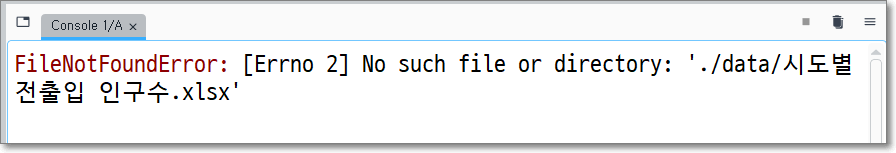 Console 1/A
FileNotFoundError: [Errno 2] No such file or directory: './data/시도별
전출입 인구수.xlsx'